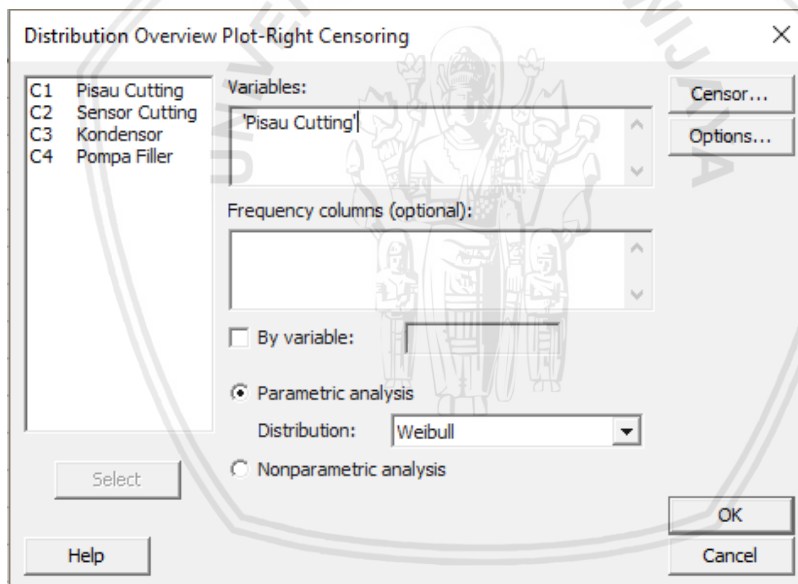 Distribution Overview Plot-Right Censoring
C1 Pisau Cutting
C2 Sensor Cutting
C3 Kondensor
C4 Pompa Filler
Variables:
'Pisau Cutting'
Censor...
Options...
Frequency columns (optional):
By variable:
Parametric analysis
Distribution: Weibull
Nonparametric analysis
Select
OK
Help
Cancel